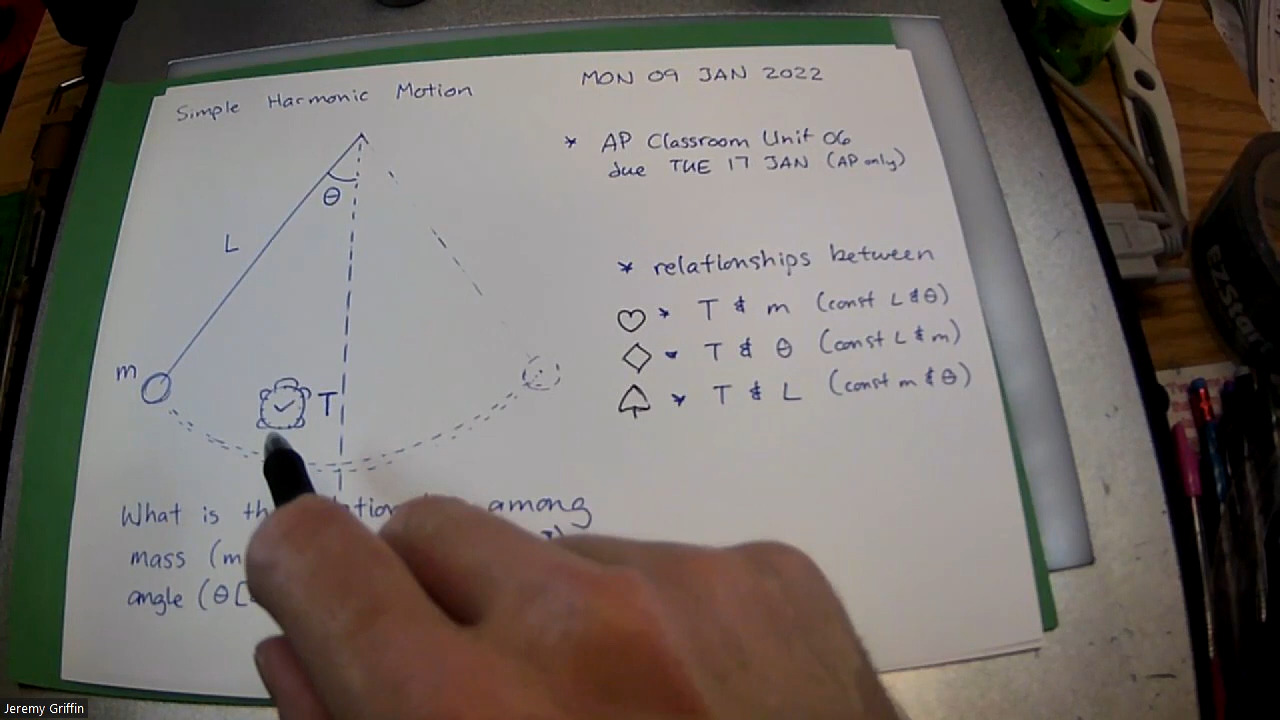 Simple Harmonic Motion
MON 09 JAN 2022
* AP Classroom Unit 06
due TUE 17 JAN (AP only)
θ
L
m
T
* relationships between
* T & m (const L & θ)
T & θ (const L & m)
* T & L (const m & θ)
What is among
mass (m
angle (θ[
EZStar
Jeremy Griffin